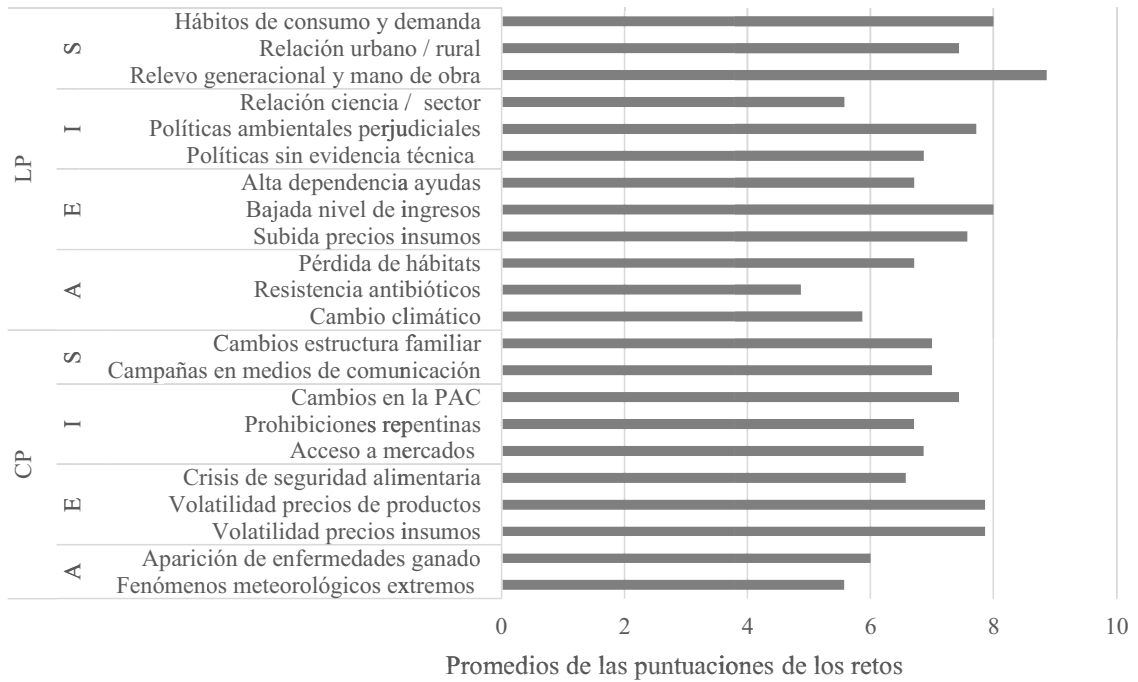 LP
S
Hábitos de consumo y demanda
Relación urbano / rural
Relevo generacional y mano de obra
I
Relación ciencia / sector
Políticas ambientales perjudiciales
Políticas sin evidencia técnica
E
Alta dependencia ayudas
Bajada nivel de ingresos
Subida precios insumos
A
Pérdida de hábitats
Resistencia antibióticos
Cambio climático
CP
S
Cambios estructura familiar
Campañas en medios de comunicación
I
Cambios en la PAC
Prohibiciones repentinas
Acceso a mercados
E
Crisis de seguridad alimentaria
Volatilidad precios de productos
Volatilidad precios insumos
A
Aparición de enfermedades ganado
Fenómenos meteorológicos extremos
0 2 4 6 8 10
Promedios de las puntuaciones de los retos